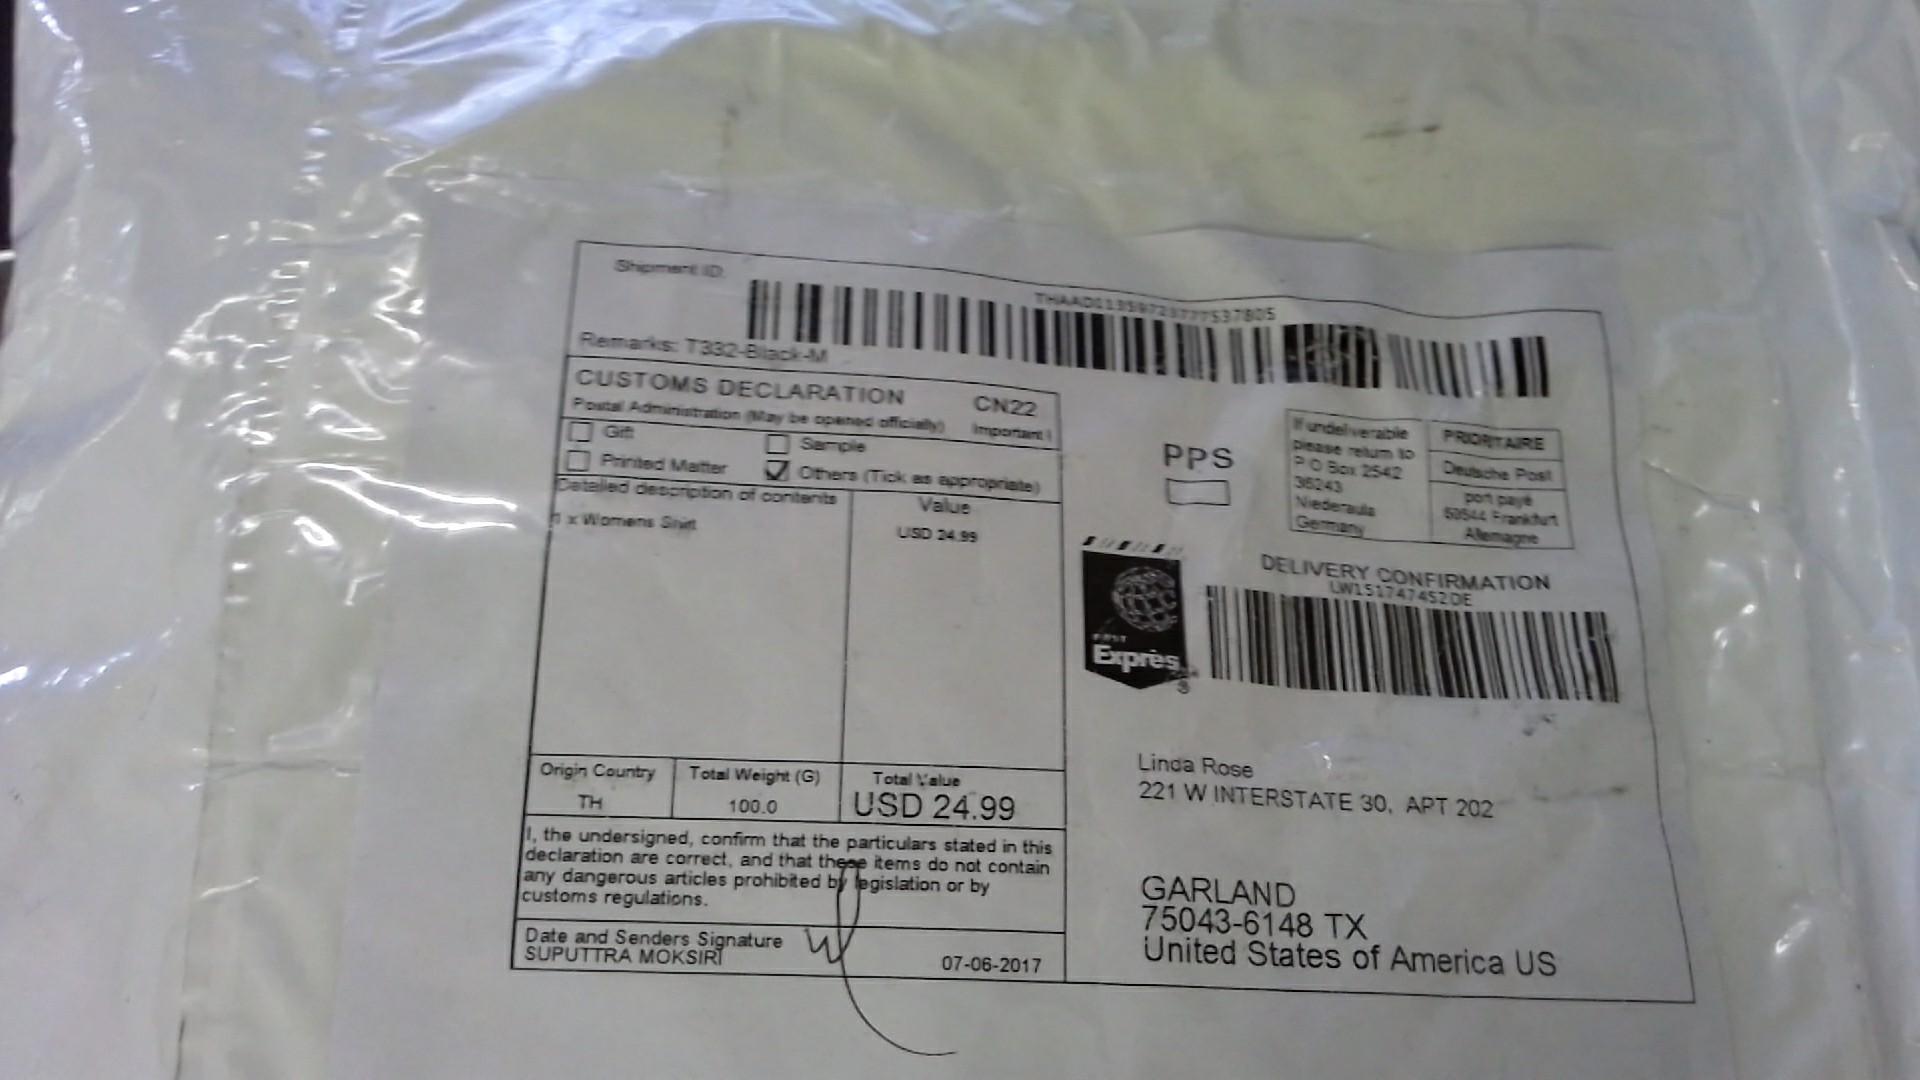 Shipment ID:
Remarks: T332-Black-M
CUSTOMS DECLARATION CN22
Postal Administration (May be opened officially) Important !
Gift
Sample
Printed Matter
Others (Tick as appropriate)
Detailed description of contents
Value
1 x Womens Shirt
USD 24.99
Origin Country
TH
Total Weight (G)
100.0
Total Value
USD 24.99
I, the undersigned, confirm that the particulars stated in this
declaration are correct, and that these items do not contain
any dangerous articles prohibited by legislation or by
customs regulations.
Date and Senders Signature
SUPUTTRA MOKSIRI
07-06-2017
PPS
If undeliverable
please return to
P O Box 2542
36243
Niederaula
Germany
PRIORITAIRE
Deutsche Post
port payé
60544 Frankfurt
Allemagne
DELIVERY CONFIRMATION
LW151747452DE
Exprès
®
Linda Rose
221 W INTERSTATE 30, APT 202
GARLAND
75043-6148 TX
United States of America US